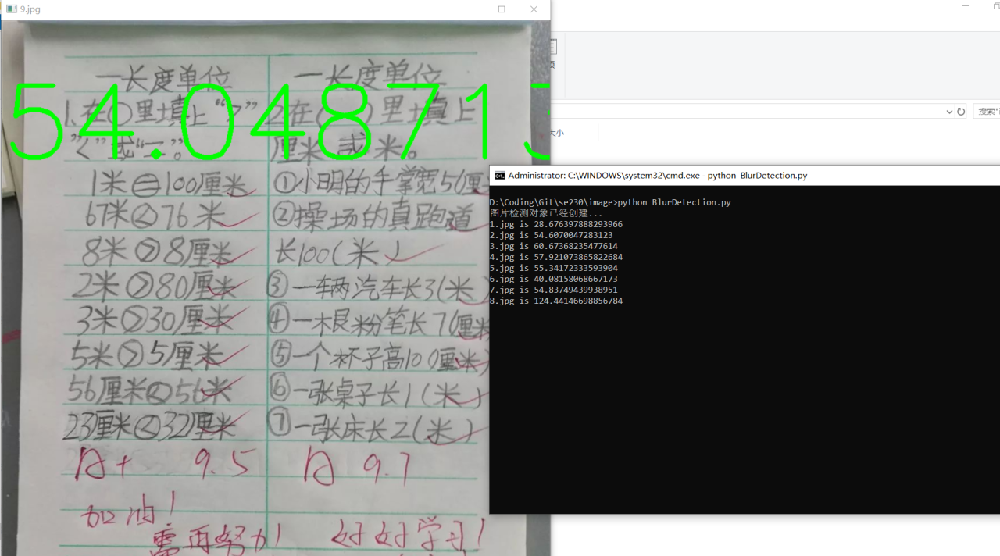 9.jpg
一长度单位
1.在○里填上“>”
“<”或“=”。
1米=100厘米
67米<76米
8米>8厘米
2米>80厘米
3米>30厘米
5米>5厘米
56厘米<56米
23厘米<32厘米
A+ 9.5
加油!
需再努力!
一长度单位
2.在( )里填上
厘米或米。
①小明的手掌宽5(厘
②操场的真跑道
长100(米)
③一辆汽车长3(米)
④一根粉笔长7(厘米
⑤一个杯子高10(厘米)
⑥一张桌子长1(米)
⑦一张床长2(米)
A 9.7
好好学习!
54.04871
大小
搜索"i
Administrator: C:\WINDOWS\system32\cmd.exe - python  BlurDetection.py
D:\Coding\Git\se230\image>python BlurDetection.py
图片检测对象已经创建...
1.jpg is 28.676397888293966
2.jpg is 54.6070047283123
3.jpg is 60.67368235477614
4.jpg is 57.921073865822684
5.jpg is 55.34172333593904
6.jpg is 40.08158068667173
7.jpg is 54.83749439938951
8.jpg is 124.44146698856784